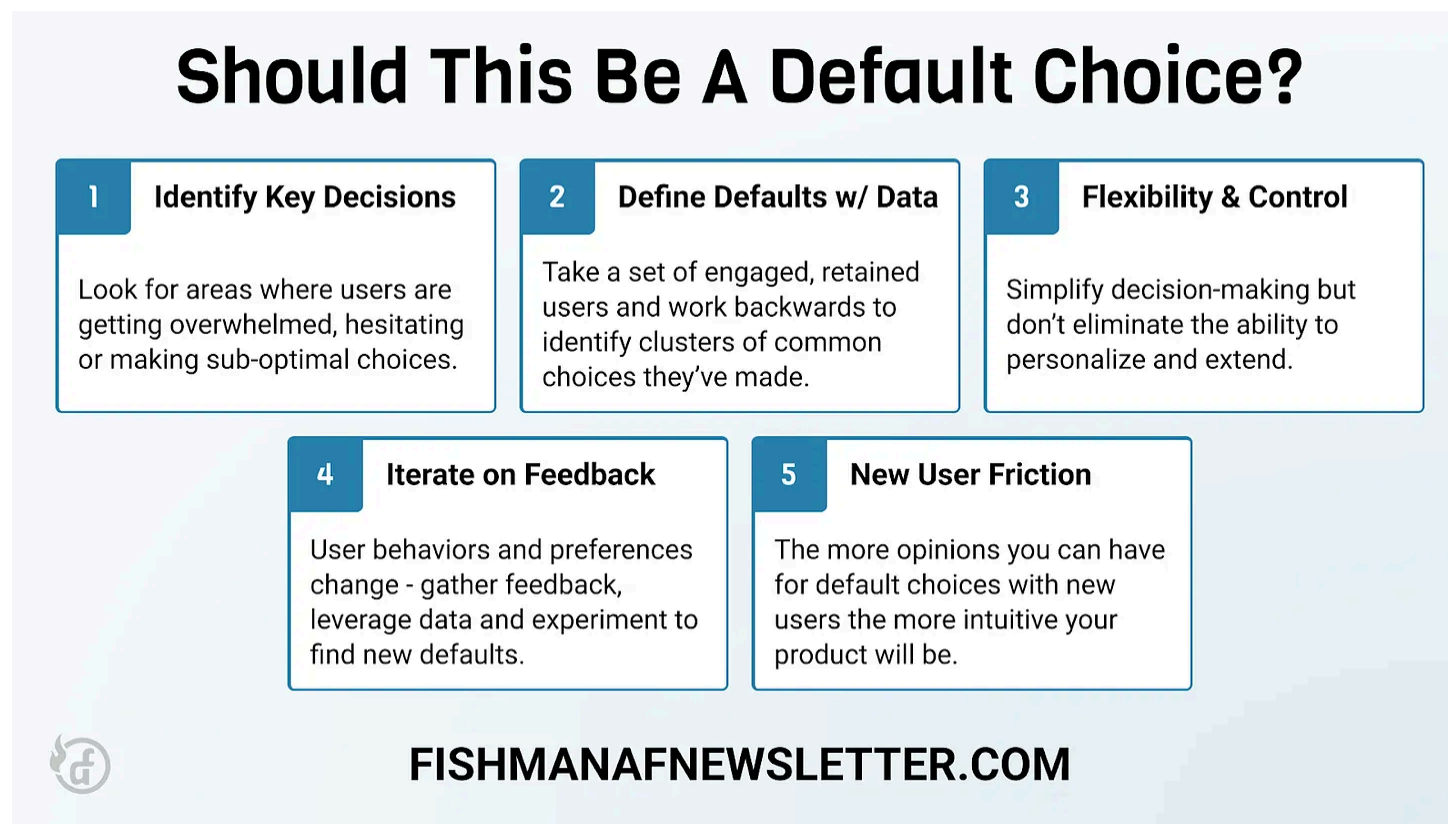 Should This Be A Default Choice?
1
Identify Key Decisions
Look for areas where users are
getting overwhelmed, hesitating
or making sub-optimal choices.
2
Define Defaults w/ Data
Take a set of engaged, retained
users and work backwards to
identify clusters of common
choices they’ve made.
3
Flexibility & Control
Simplify decision-making but
don’t eliminate the ability to
personalize and extend.
4
Iterate on Feedback
User behaviors and preferences
change - gather feedback,
leverage data and experiment to
find new defaults.
5
New User Friction
The more opinions you can have
for default choices with new
users the more intuitive your
product will be.
af
FISHMANAFNEWSLETTER.COM